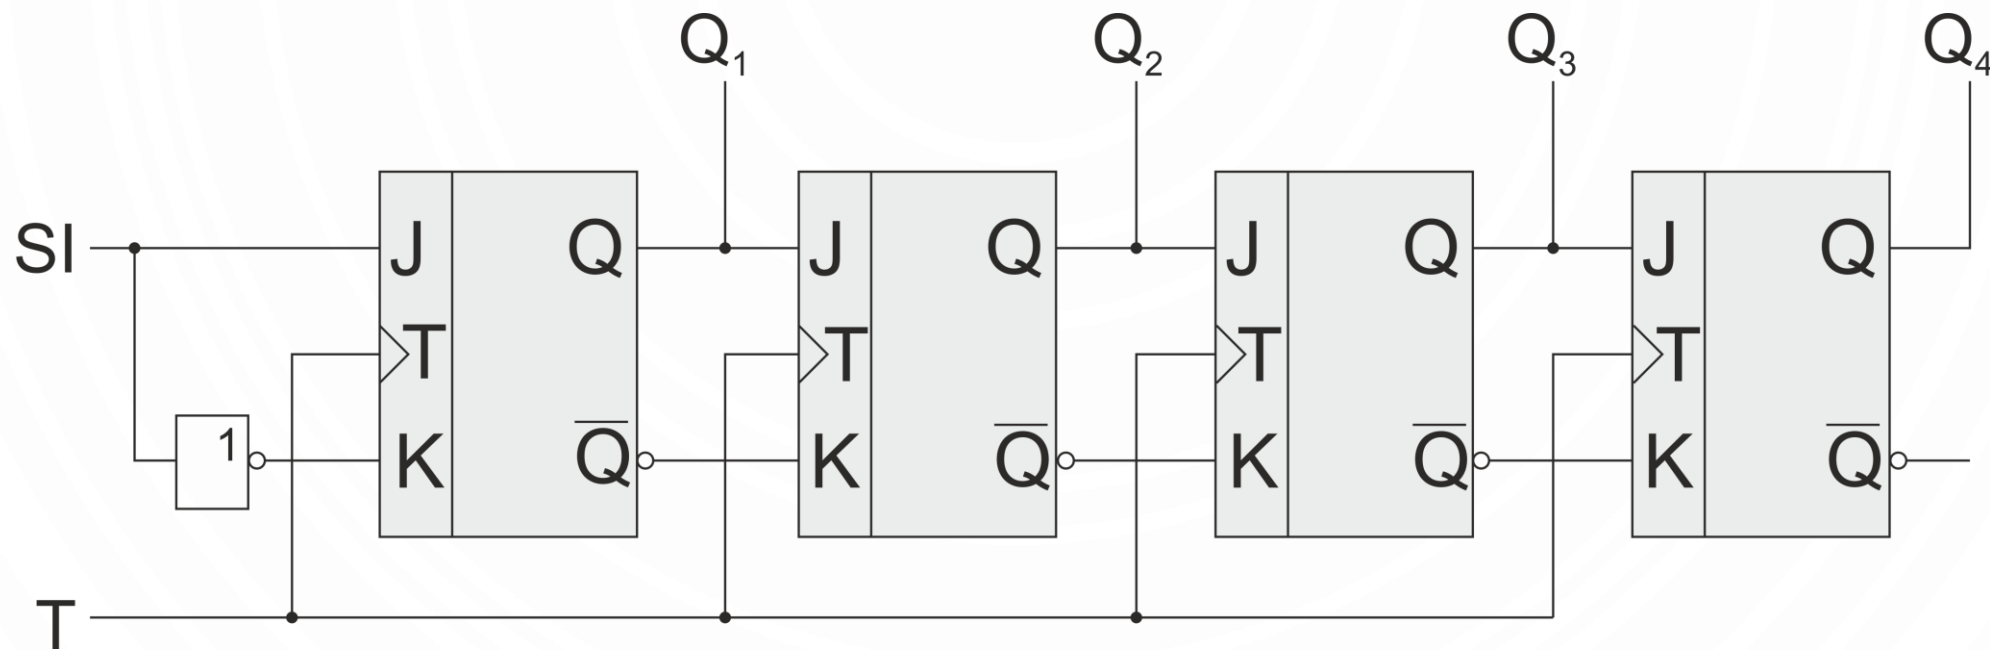 Q1 Q2 Q3 Q4
SI J Q J Q J Q J Q
T T T T
1 K Q̅ K Q̅ K Q̅ K Q̅
T